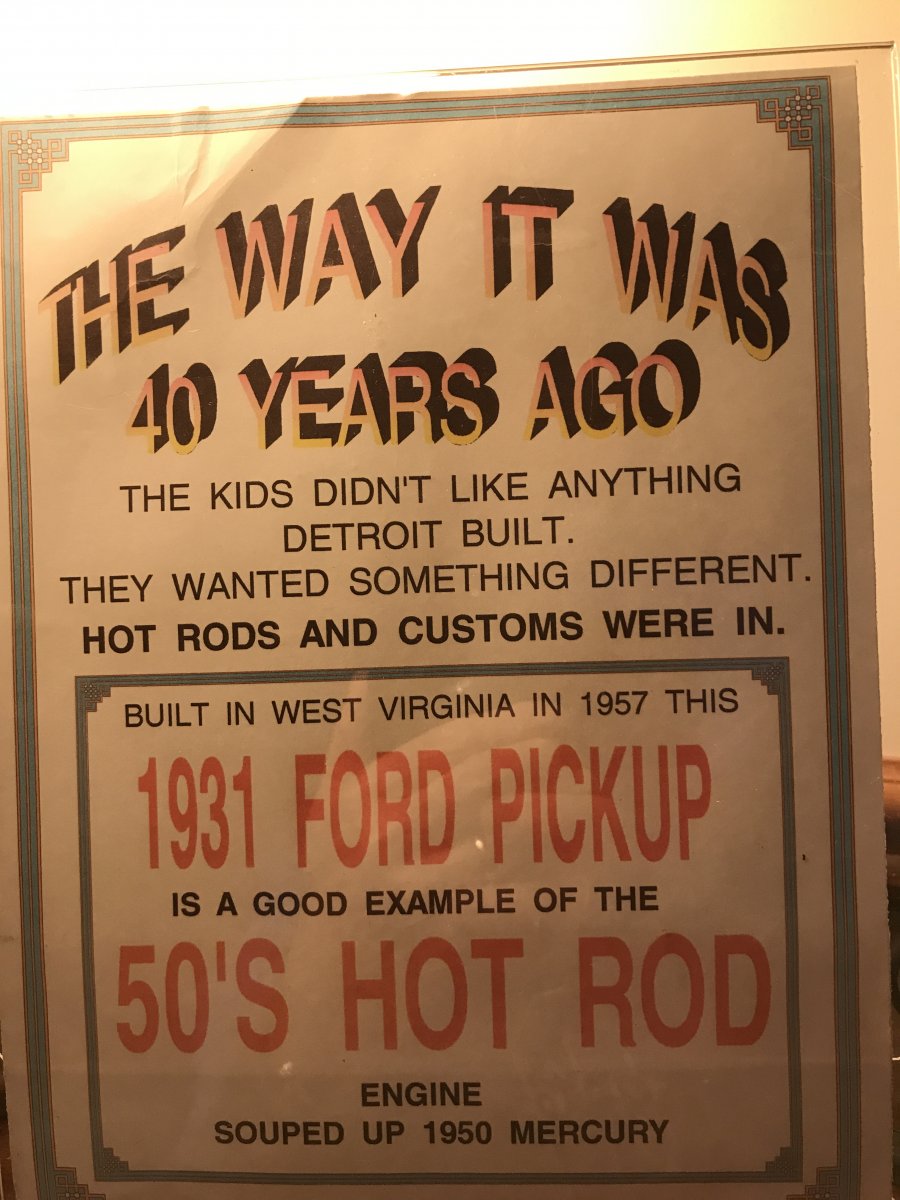 THE WAY IT WAS
40 YEARS AGO
THE KIDS DIDN'T LIKE ANYTHING
DETROIT BUILT.
THEY WANTED SOMETHING DIFFERENT.
HOT RODS AND CUSTOMS WERE IN.
BUILT IN WEST VIRGINIA IN 1957 THIS
1931 FORD PICKUP
IS A GOOD EXAMPLE OF THE
50'S HOT ROD
ENGINE
SOUPED UP 1950 MERCURY